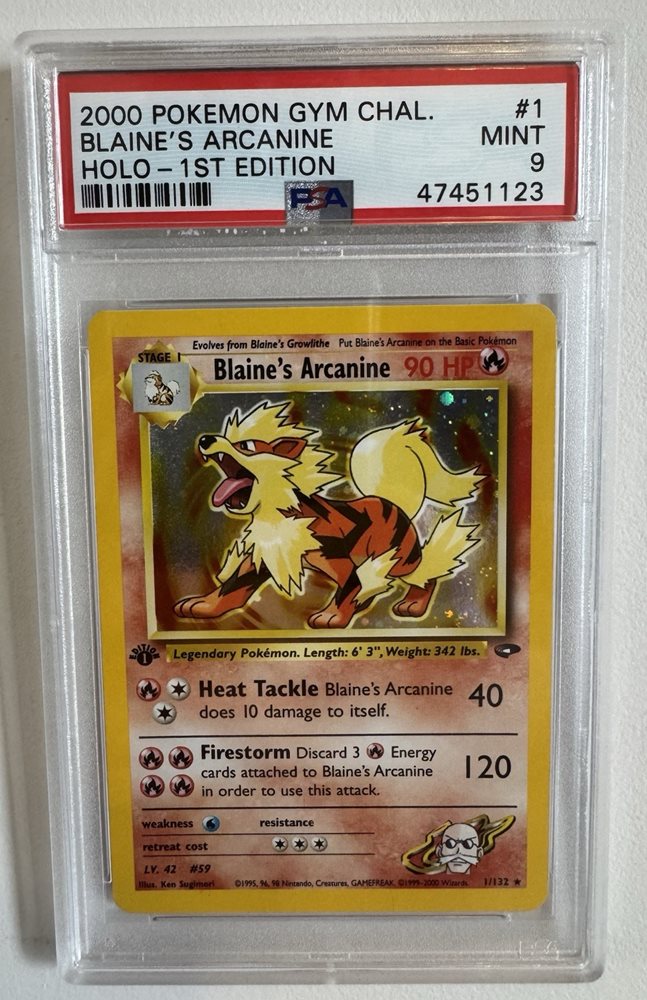 2000 POKEMON GYM CHAL. #1
BLAINE'S ARCANINE MINT
HOLO – 1ST EDITION 9
PSA 47451123
Evolves from Blaine's Growlithe Put Blaine's Arcanine on the Basic Pokémon
STAGE 1
Blaine's Arcanine 90 HP
EDITION 1
Legendary Pokémon. Length: 6' 3", Weight: 342 lbs.
Heat Tackle Blaine's Arcanine 40
does 10 damage to itself.
Firestorm Discard 3 Energy
cards attached to Blaine's Arcanine 120
in order to use this attack.
weakness resistance
retreat cost
LV. 42 #59
Illus. Ken Sugimori ©1995, 96, 98 Nintendo, Creatures, GAMEFREAK. ©1999-2000 Wizards. 1/132 ★